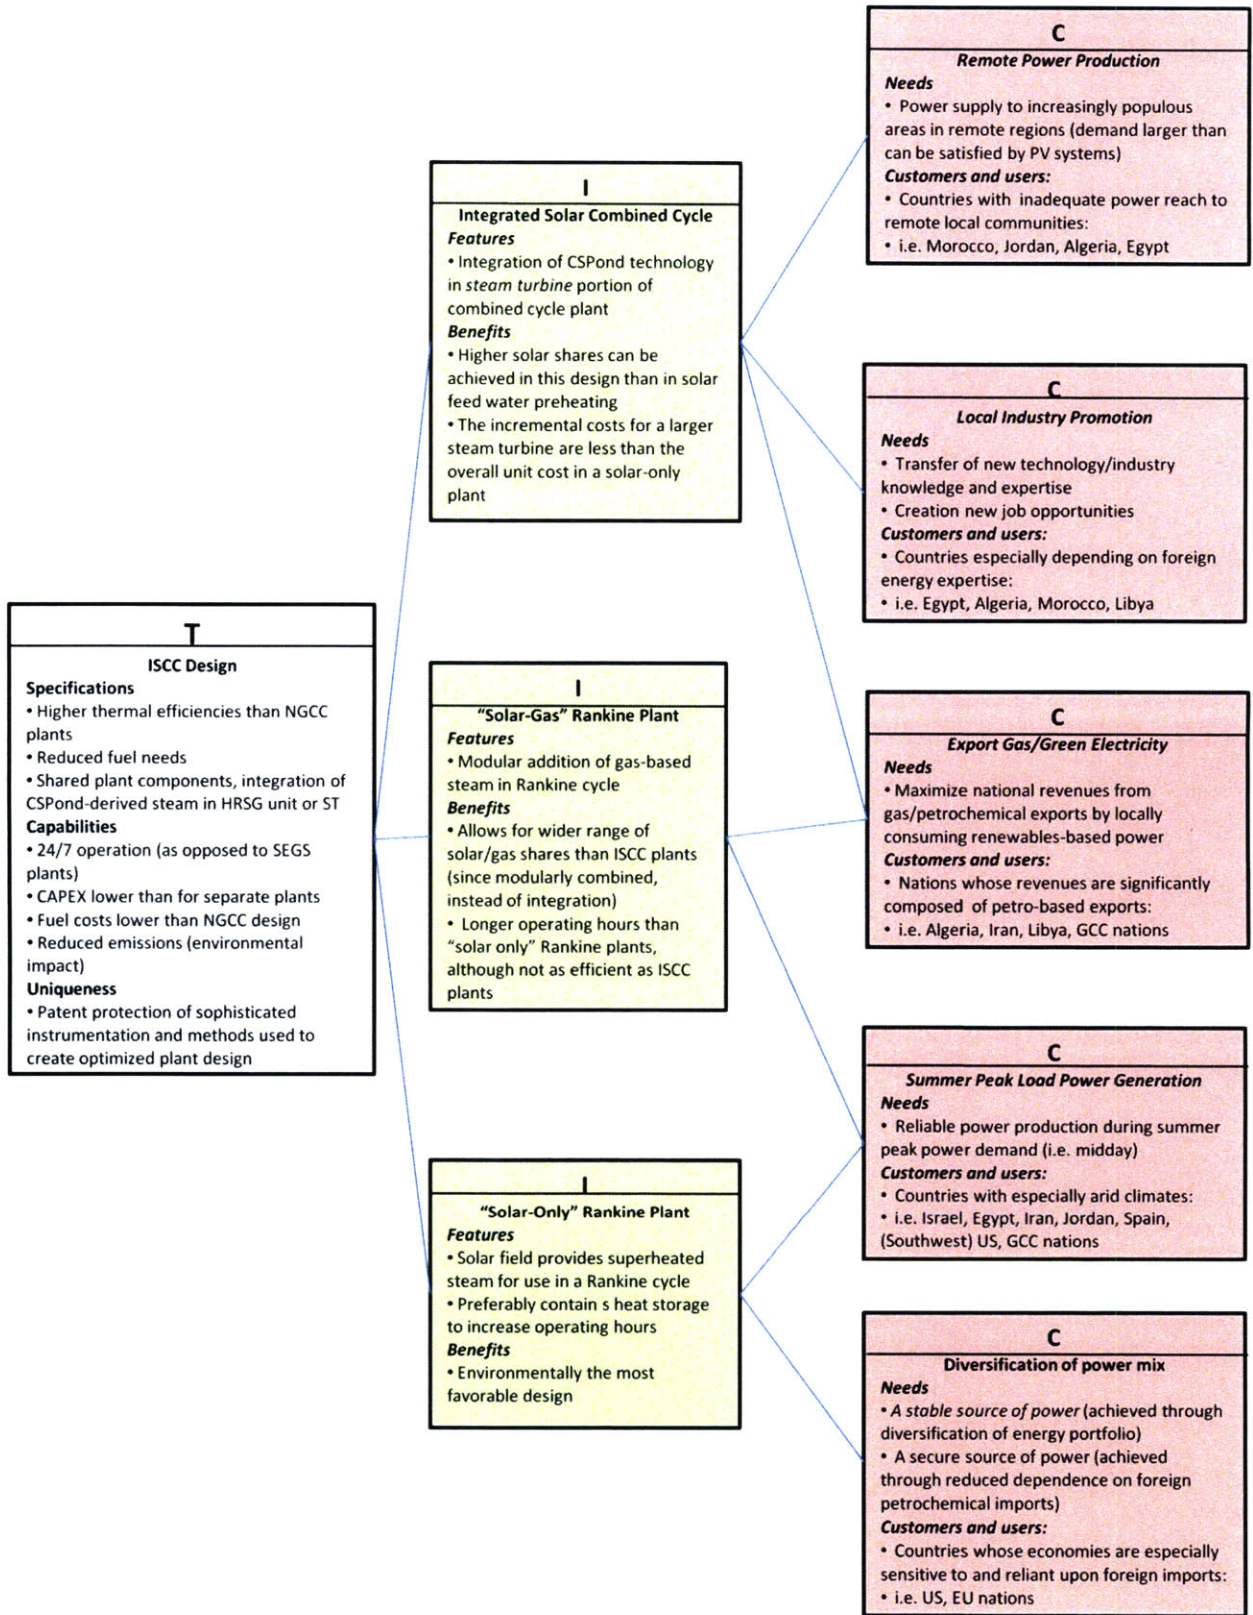 T
ISCC Design
Specifications
• Higher thermal efficiencies than NGCC
plants
• Reduced fuel needs
• Shared plant components, integration of
CSPond-derived steam in HRSG unit or ST
Capabilities
• 24/7 operation (as opposed to SEGS
plants)
• CAPEX lower than for separate plants
• Fuel costs lower than NGCC design
• Reduced emissions (environmental
impact)
Uniqueness
• Patent protection of sophisticated
instrumentation and methods used to
create optimized plant design
I
Integrated Solar Combined Cycle
Features
• Integration of CSPond technology
in steam turbine portion of
combined cycle plant
Benefits
• Higher solar shares can be
achieved in this design than in solar
feed water preheating
• The incremental costs for a larger
steam turbine are less than the
overall unit cost in a solar-only
plant
I
“Solar-Gas” Rankine Plant
Features
• Modular addition of gas-based
steam in Rankine cycle
Benefits
• Allows for wider range of
solar/gas shares than ISCC plants
(since modularly combined,
instead of integration)
• Longer operating hours than
“solar only” Rankine plants,
although not as efficient as ISCC
plants
I
“Solar-Only” Rankine Plant
Features
• Solar field provides superheated
steam for use in a Rankine cycle
• Preferably contain s heat storage
to increase operating hours
Benefits
• Environmentally the most
favorable design
C
Remote Power Production
Needs
• Power supply to increasingly populous
areas in remote regions (demand larger than
can be satisfied by PV systems)
Customers and users:
• Countries with inadequate power reach to
remote local communities:
• i.e. Morocco, Jordan, Algeria, Egypt
C
Local Industry Promotion
Needs
• Transfer of new technology/industry
knowledge and expertise
• Creation new job opportunities
Customers and users:
• Countries especially depending on foreign
energy expertise:
• i.e. Egypt, Algeria, Morocco, Libya
C
Export Gas/Green Electricity
Needs
• Maximize national revenues from
gas/petrochemical exports by locally
consuming renewables-based power
Customers and users:
• Nations whose revenues are significantly
composed of petro-based exports:
• i.e. Algeria, Iran, Libya, GCC nations
C
Summer Peak Load Power Generation
Needs
• Reliable power production during summer
peak power demand (i.e. midday)
Customers and users:
• Countries with especially arid climates:
• i.e. Israel, Egypt, Iran, Jordan, Spain,
(Southwest) US, GCC nations
C
Diversification of power mix
Needs
• A stable source of power (achieved through
diversification of energy portfolio)
• A secure source of power (achieved
through reduced dependence on foreign
petrochemical imports)
Customers and users:
• Countries whose economies are especially
sensitive to and reliant upon foreign imports:
• i.e. US, EU nations